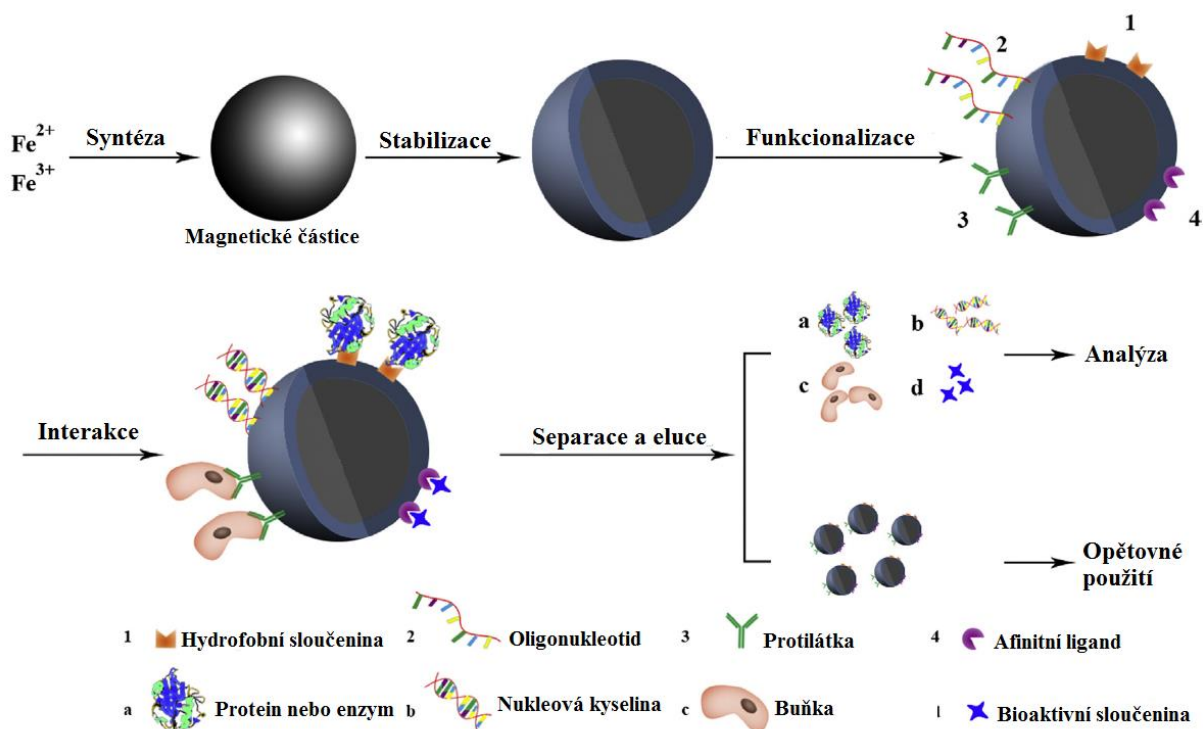 1
2
Fe2+
Fe3+
Syntéza
Stabilizace
Funkcionalizace
Magnetické částice
3
4
a
b
Analýza
c
d
Interakce
Separace a eluce
Opětovné
použití
1 Hydrofobní sloučenina 2 Oligonukleotid 3 Protilátka 4 Afinitní ligand
a Protein nebo enzym b Nukleová kyselina c Buňka l Bioaktivní sloučenina